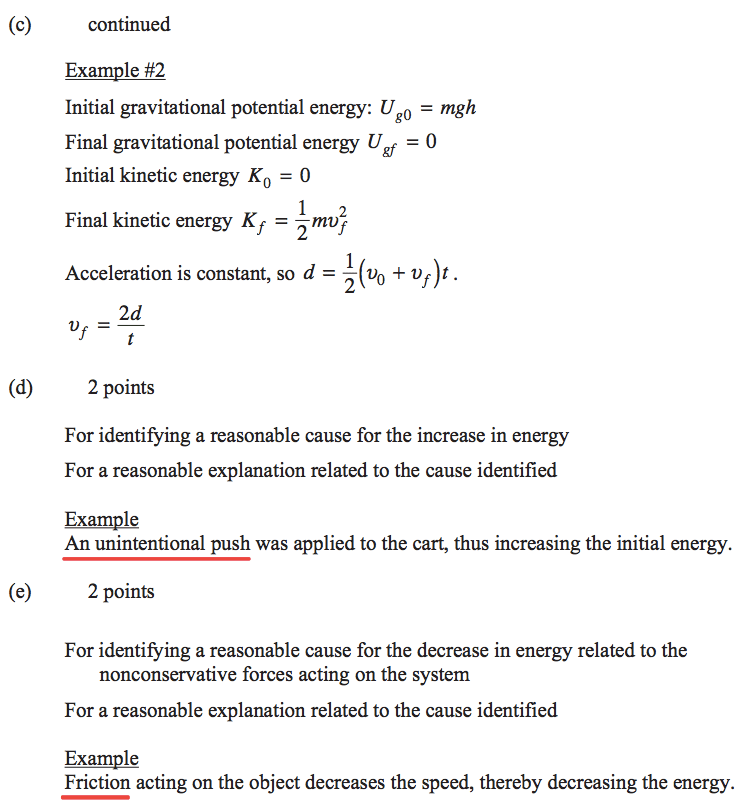 (c) continued
Example #2
Initial gravitational potential energy: U_{g0} = mgh
Final gravitational potential energy U_{gf} = 0
Initial kinetic energy K_0 = 0
Final kinetic energy K_f = \frac{1}{2}mv_f^2
Acceleration is constant, so d = \frac{1}{2}(v_0 + v_f)t .
v_f = \frac{2d}{t}
(d) 2 points
For identifying a reasonable cause for the increase in energy
For a reasonable explanation related to the cause identified
Example
An unintentional push was applied to the cart, thus increasing the initial energy.
(e) 2 points
For identifying a reasonable cause for the decrease in energy related to the
nonconservative forces acting on the system
For a reasonable explanation related to the cause identified
Example
Friction acting on the object decreases the speed, thereby decreasing the energy.